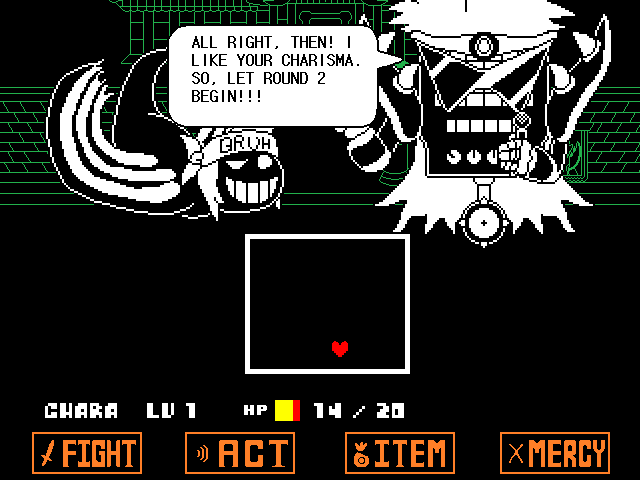 ALL RIGHT, THEN! I
LIKE YOUR CHARISMA.
SO, LET ROUND 2
BEGIN!!!
CHARA LV 1 HP 14 / 20
FIGHT ACT ITEM MERCY